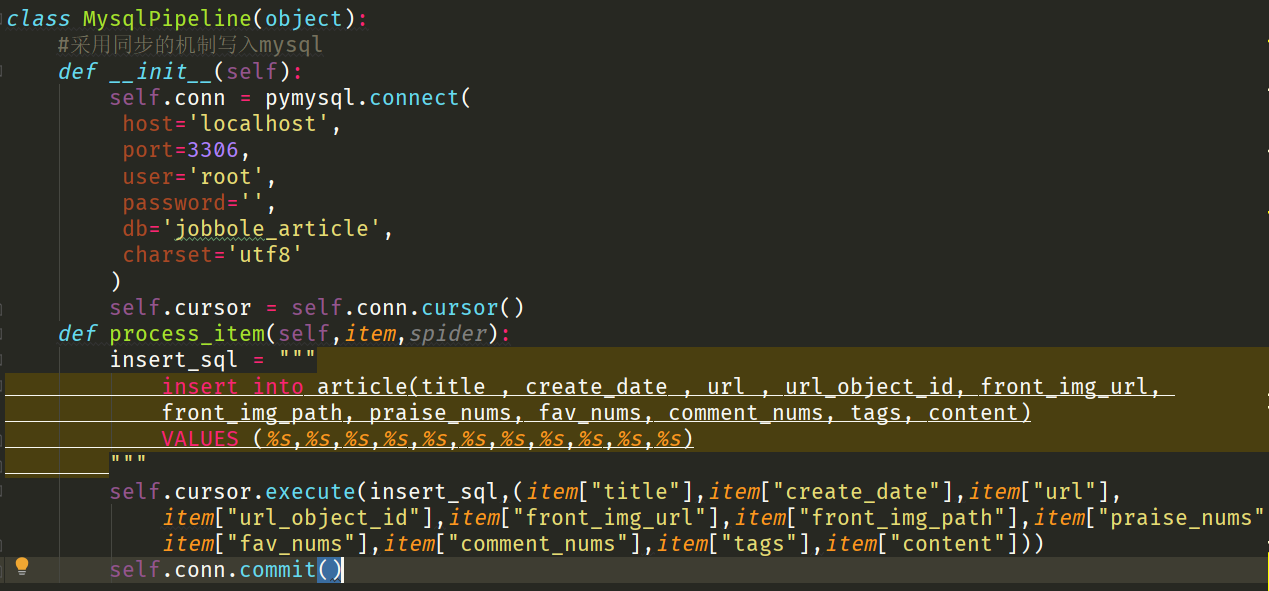 class MysqlPipeline(object):
    #采用同步的机制写入mysql
    def __init__(self):
        self.conn = pymysql.connect(
         host='localhost',
         port=3306,
         user='root',
         password='',
         db='jobbole_article',
         charset='utf8'
        )
        self.cursor = self.conn.cursor()
    def process_item(self,item,spider):
        insert_sql = """
            insert into article(title , create_date , url , url_object_id, front_img_url,
            front_img_path, praise_nums, fav_nums, comment_nums, tags, content)
            VALUES (%s,%s,%s,%s,%s,%s,%s,%s,%s,%s,%s)
        """
        self.cursor.execute(insert_sql,(item["title"],item["create_date"],item["url"],
            item["url_object_id"],item["front_img_url"],item["front_img_path"],item["praise_nums"
            item["fav_nums"],item["comment_nums"],item["tags"],item["content"]))
        self.conn.commit()